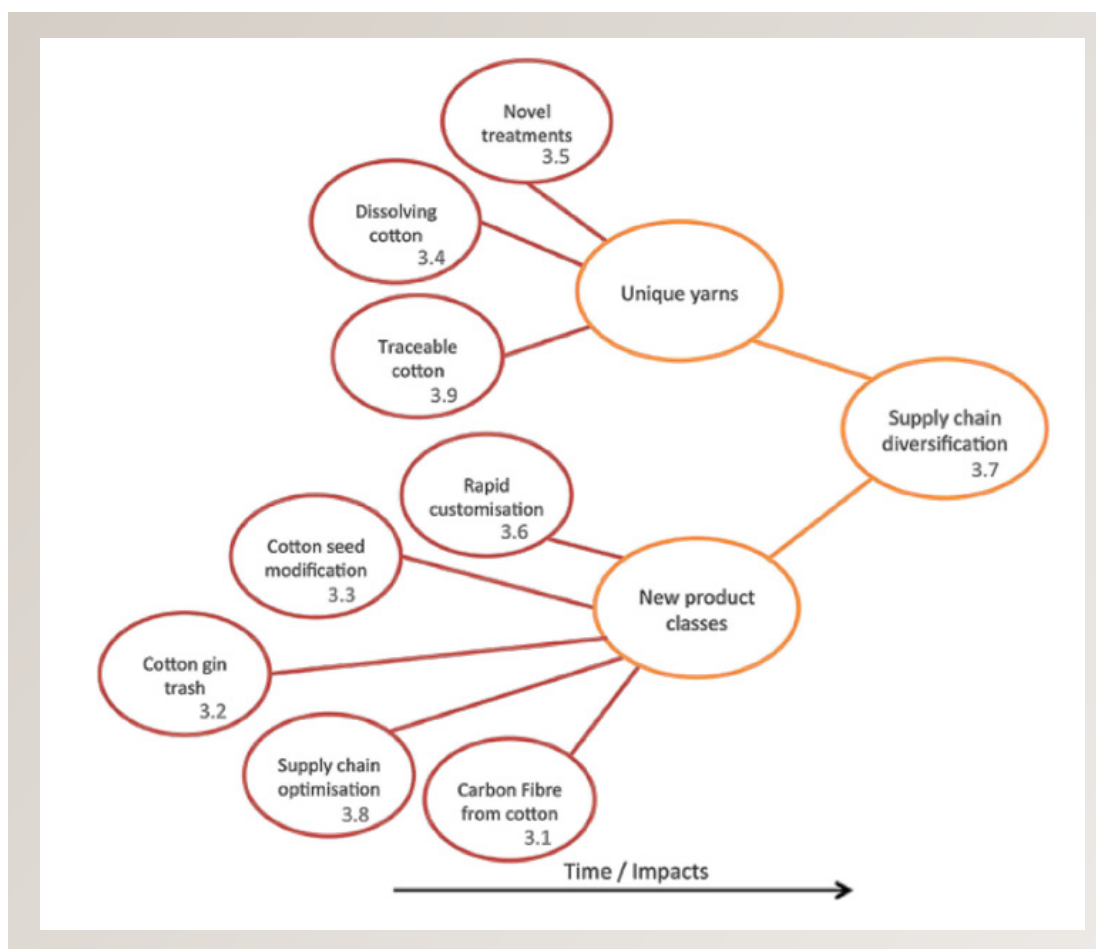 Novel
treatments
3.5
Dissolving
cotton
3.4
Unique yarns
Traceable
cotton
3.9
Supply chain
diversification
3.7
Rapid
customisation
3.6
Cotton seed
modification
3.3
New product
classes
Cotton gin
trash
3.2
Supply chain
optimisation
3.8
Carbon Fibre
from cotton
3.1
Time / Impacts